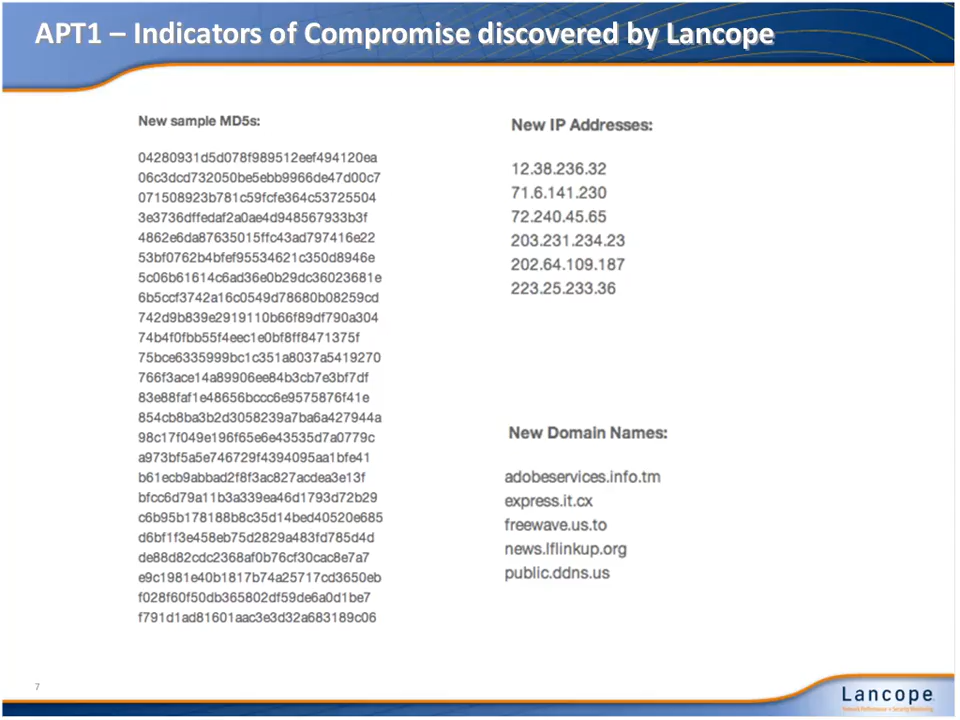 APT1 – Indicators of Compromise discovered by Lancope
New sample MD5s:
04280931d5d078f989512eef494120ea
06c3dcd732050be5ebb9966de47d00c7
071508923b781c59fcfe364c53725504
3e3736dffedaf2a0ae4d948567933b3f
4862e6da87635015ffc43ad797416e22
53bf0762b4bfef95534621c350d8946e
5c06b61614c6ad36e0b29dc36023681e
6b5ccf3742a16c0549d78680b08259cd
742d9b839e2919110b66f89df790a304
74b4f0fbb55f4eec1e0bf8ff8471375f
75bce6335999bc1c351a8037a5419270
766f3ace14a89906ee84b3cb7e3bf7df
83e88faf1e48656bccc6e9575876f41e
854cb8ba3b2d3058239a7ba6a427944a
98c17f049e196f65e6e43535d7a0779c
a973bf5a5e746729f4394095aa1bfe41
b61ecb9abbad2f8f3ac827acdea3e13f
bfcc6d79a11b3a339ea46d1793d72b29
c6b95b178188b8c35d14bed40520e685
d6bf1f3e458eb75d2829a483fd785d4d
de88d82cdc2368af0b76cf30cac8e7a7
e9c1981e40b1817b74a25717cd3650eb
f028f60f50db365802df59de6a0d1be7
f791d1ad81601aac3e3d32a683189c06
New IP Addresses:
12.38.236.32
71.6.141.230
72.240.45.65
203.231.234.23
202.64.109.187
223.25.233.36
New Domain Names:
adobeservices.info.tm
express.it.cx
freewave.us.to
news.lflinkup.org
public.ddns.us
7
Lancope
Network Performance + Security Monitoring